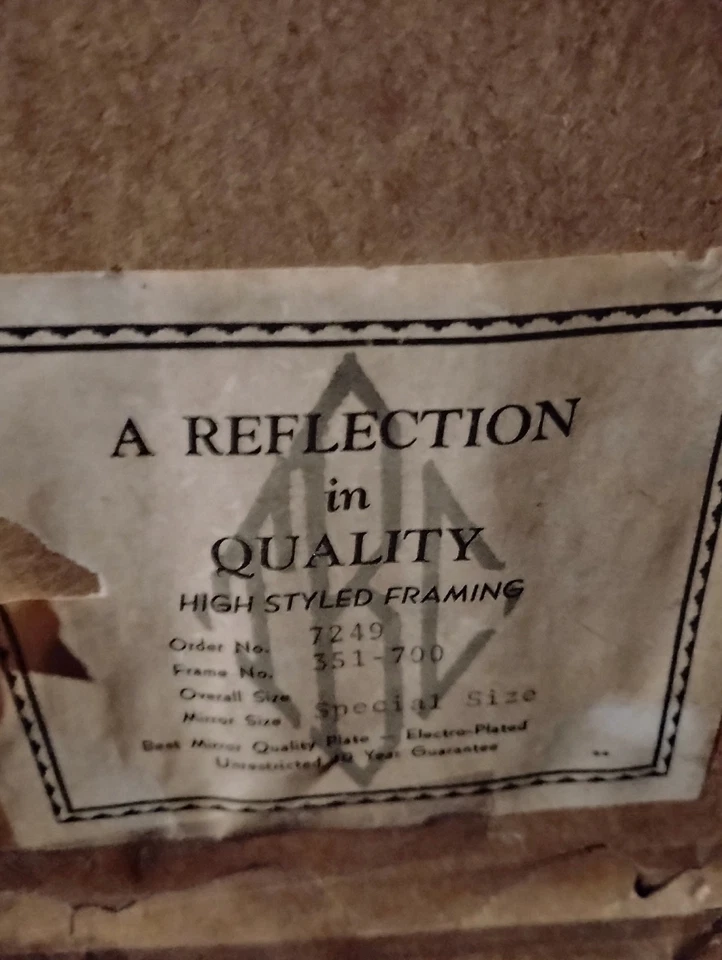 A REFLECTION
in
QUALITY
HIGH STYLED FRAMING
Order No. 7249
Frame No. 351-700
Overall Size
Mirror Size Special Size
Best Mirror Quality Plate — Electro-Plated
Unrestricted Year Guarantee